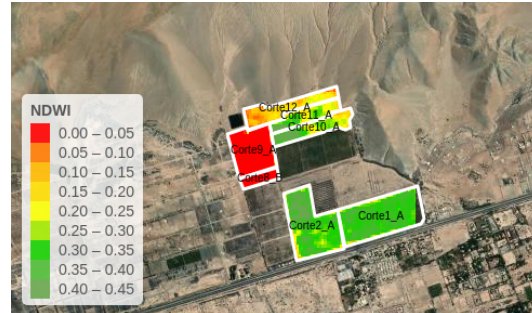 NDWI
0.00 – 0.05
0.05 – 0.10
0.10 – 0.15
0.15 – 0.20
0.20 – 0.25
0.25 – 0.30
0.30 – 0.35
0.35 – 0.40
0.40 – 0.45
Corte12_A
Corte11_A
Corte10_A
Corte9_A
Corte8_B
Corte2_A
Corte1_A